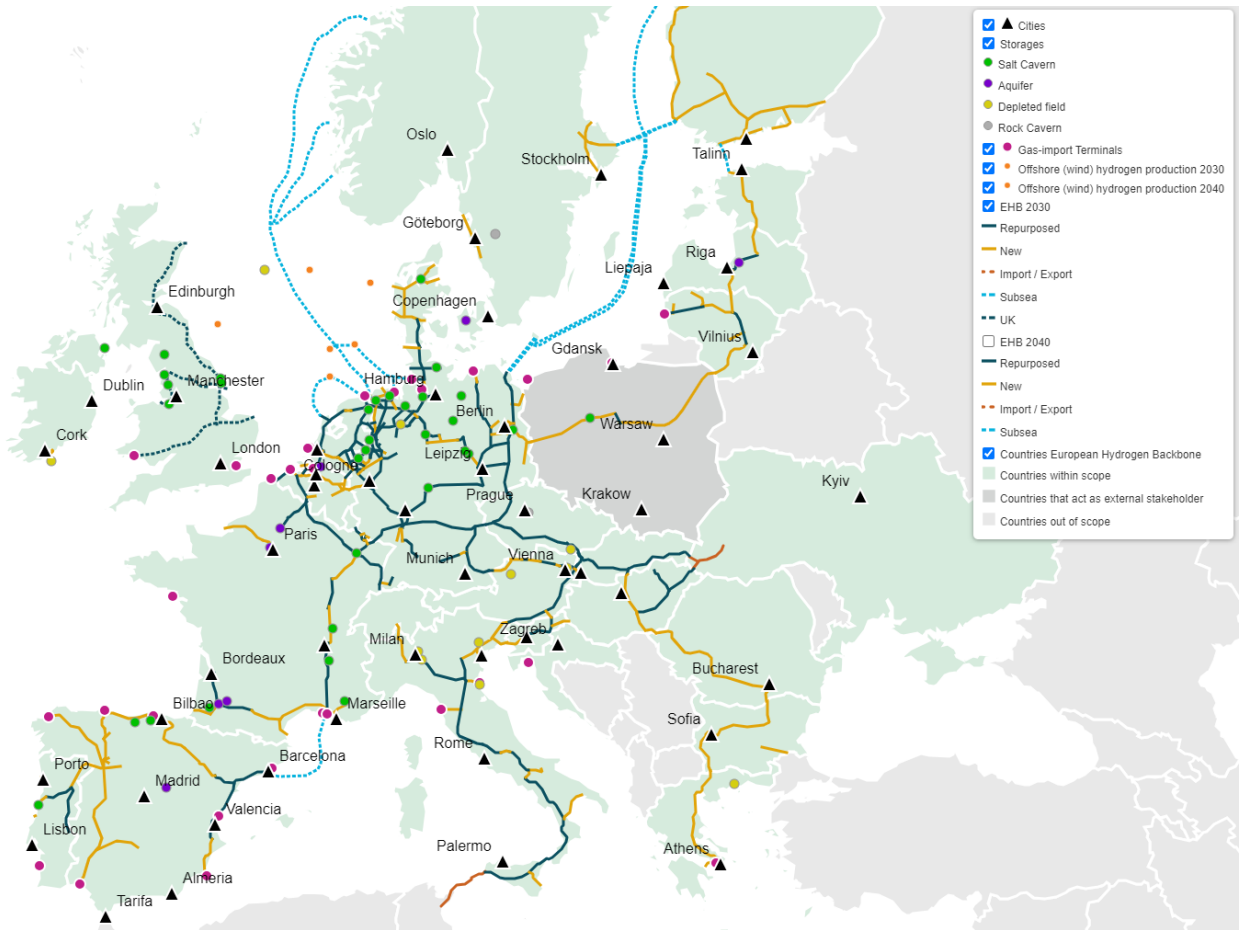 Cities
Storages
Salt Cavern
Aquifer
Depleted field
Rock Cavern
Gas-import Terminals
Offshore (wind) hydrogen production 2030
Offshore (wind) hydrogen production 2040
EHB 2030
Repurposed
New
Import / Export
Subsea
UK
EHB 2040
Repurposed
New
Import / Export
Subsea
Countries European Hydrogen Backbone
Countries within scope
Countries that act as external stakeholder
Countries out of scope
Oslo
Stockholm
Talinn
Göteborg
Riga
Liepaja
Edinburgh
Copenhagen
Vilnius
Gdansk
Dublin
Manchester
Hamburg
Berlin
Warsaw
Cork
London
Cologne
Leipzig
Kyiv
Prague
Krakow
Paris
Munich
Vienna
Zagreb
Milan
Bordeaux
Bucharest
Bilbao
Marseille
Sofia
Rome
Barcelona
Porto
Madrid
Valencia
Lisbon
Palermo
Athens
Almeria
Tarifa